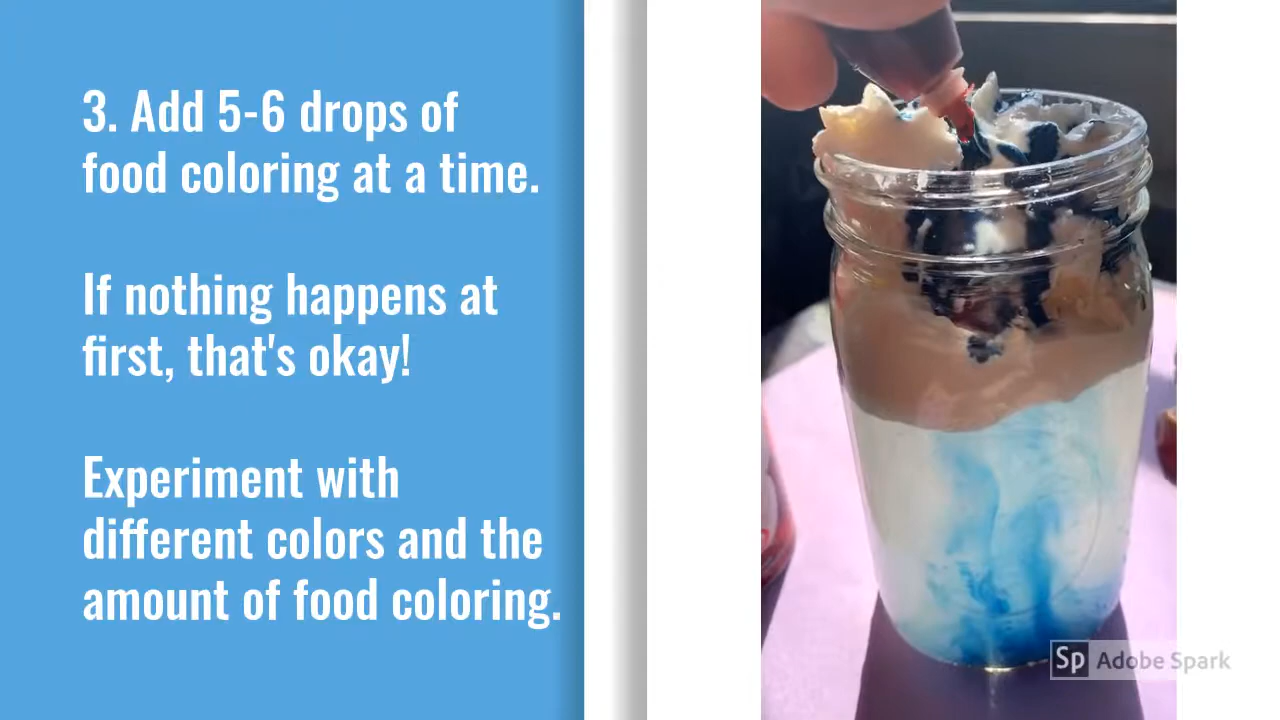 3. Add 5-6 drops of
food coloring at a time.
If nothing happens at
first, that's okay!
Experiment with
different colors and the
amount of food coloring.
Sp Adobe Spark